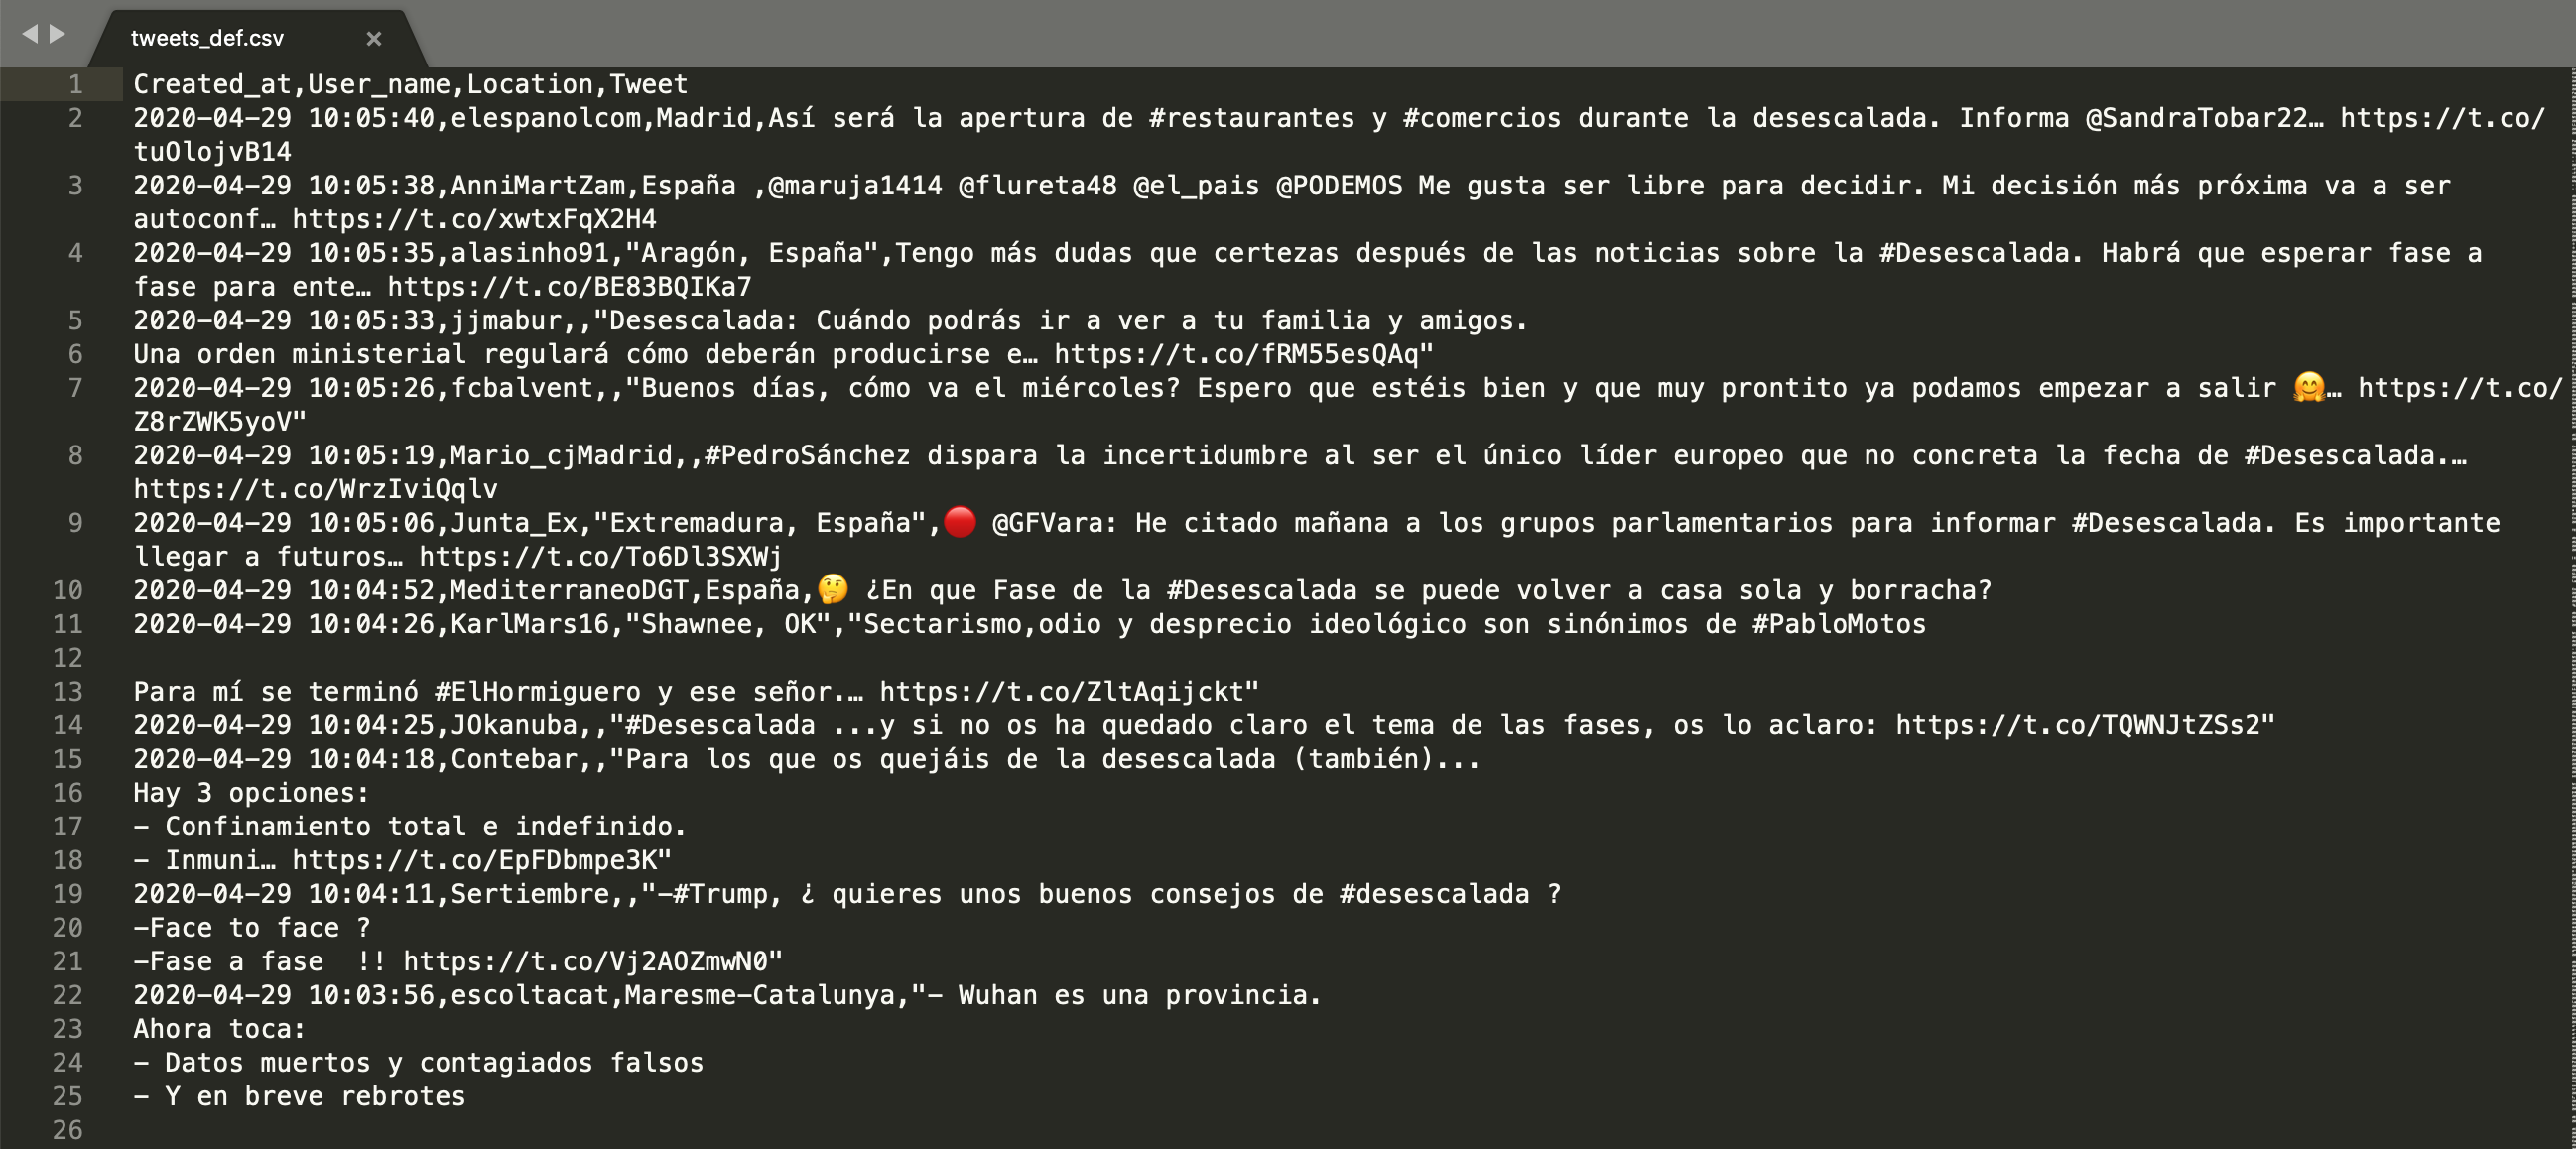 tweets_def.csv ×
1 Created_at,User_name,Location,Tweet
2 2020-04-29 10:05:40,elespanolcom,Madrid,Así será la apertura de #restaurantes y #comercios durante la desescalada. Informa @SandraTobar22… https://t.co/
tuOlojvB14
3 2020-04-29 10:05:38,AnniMartZam,España ,@maruja1414 @flureta48 @el_pais @PODEMOS Me gusta ser libre para decidir. Mi decisión más próxima va a ser
autoconf… https://t.co/xwtxFqX2H4
4 2020-04-29 10:05:35,alasinho91,"Aragón, España",Tengo más dudas que certezas después de las noticias sobre la #Desescalada. Habrá que esperar fase a
fase para ente… https://t.co/BE83BQIKa7
5 2020-04-29 10:05:33,jjmabur,,"Desescalada: Cuándo podrás ir a ver a tu familia y amigos.
6 Una orden ministerial regulará cómo deberán producirse e… https://t.co/fRM55esQAq"
7 2020-04-29 10:05:26,fcbalvent,,"Buenos días, cómo va el miércoles? Espero que estéis bien y que muy prontito ya podamos empezar a salir 🤗… https://t.co/
Z8rZWK5yoV"
8 2020-04-29 10:05:19,Mario_cjMadrid,,#PedroSánchez dispara la incertidumbre al ser el único líder europeo que no concreta la fecha de #Desescalada.…
https://t.co/WrzIviQqlv
9 2020-04-29 10:05:06,Junta_Ex,"Extremadura, España",🔴 @GFVara: He citado mañana a los grupos parlamentarios para informar #Desescalada. Es importante
llegar a futuros… https://t.co/To6Dl3SXWj
10 2020-04-29 10:04:52,MediterraneoDGT,España,🤔 ¿En que Fase de la #Desescalada se puede volver a casa sola y borracha?
11 2020-04-29 10:04:26,KarlMars16,"Shawnee, OK","Sectarismo,odio y desprecio ideológico son sinónimos de #PabloMotos
12
13 Para mí se terminó #ElHormiguero y ese señor.… https://t.co/ZltAqijckt"
14 2020-04-29 10:04:25,JOkanuba,,"#Desescalada ...y si no os ha quedado claro el tema de las fases, os lo aclaro: https://t.co/TQWNJtZSs2"
15 2020-04-29 10:04:18,Contebar,,"Para los que os quejáis de la desescalada (también)...
16 Hay 3 opciones:
17 - Confinamiento total e indefinido.
18 - Inmuni… https://t.co/EpFDbmpe3K"
19 2020-04-29 10:04:11,Sertiembre,,"-#Trump, ¿ quieres unos buenos consejos de #desescalada ?
20 -Face to face ?
21 -Fase a fase  !! https://t.co/Vj2AOZmwN0"
22 2020-04-29 10:03:56,escoltacat,Maresme-Catalunya,"- Wuhan es una provincia.
23 Ahora toca:
24 - Datos muertos y contagiados falsos
25 - Y en breve rebrotes
26